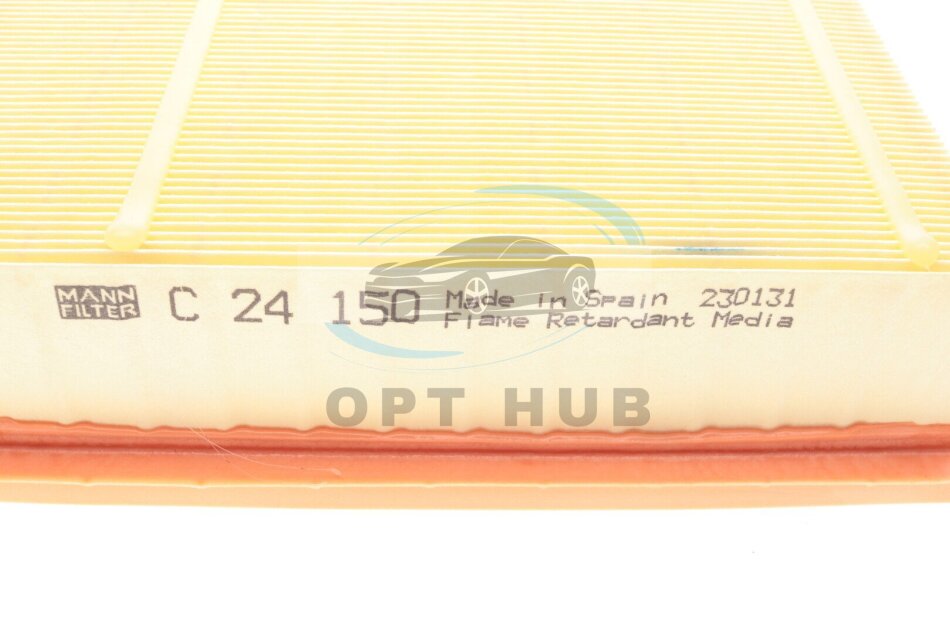 MANN
FILTER
C 24 150
Made in Spain 230131
Flame Retardant Media
OPT HUB